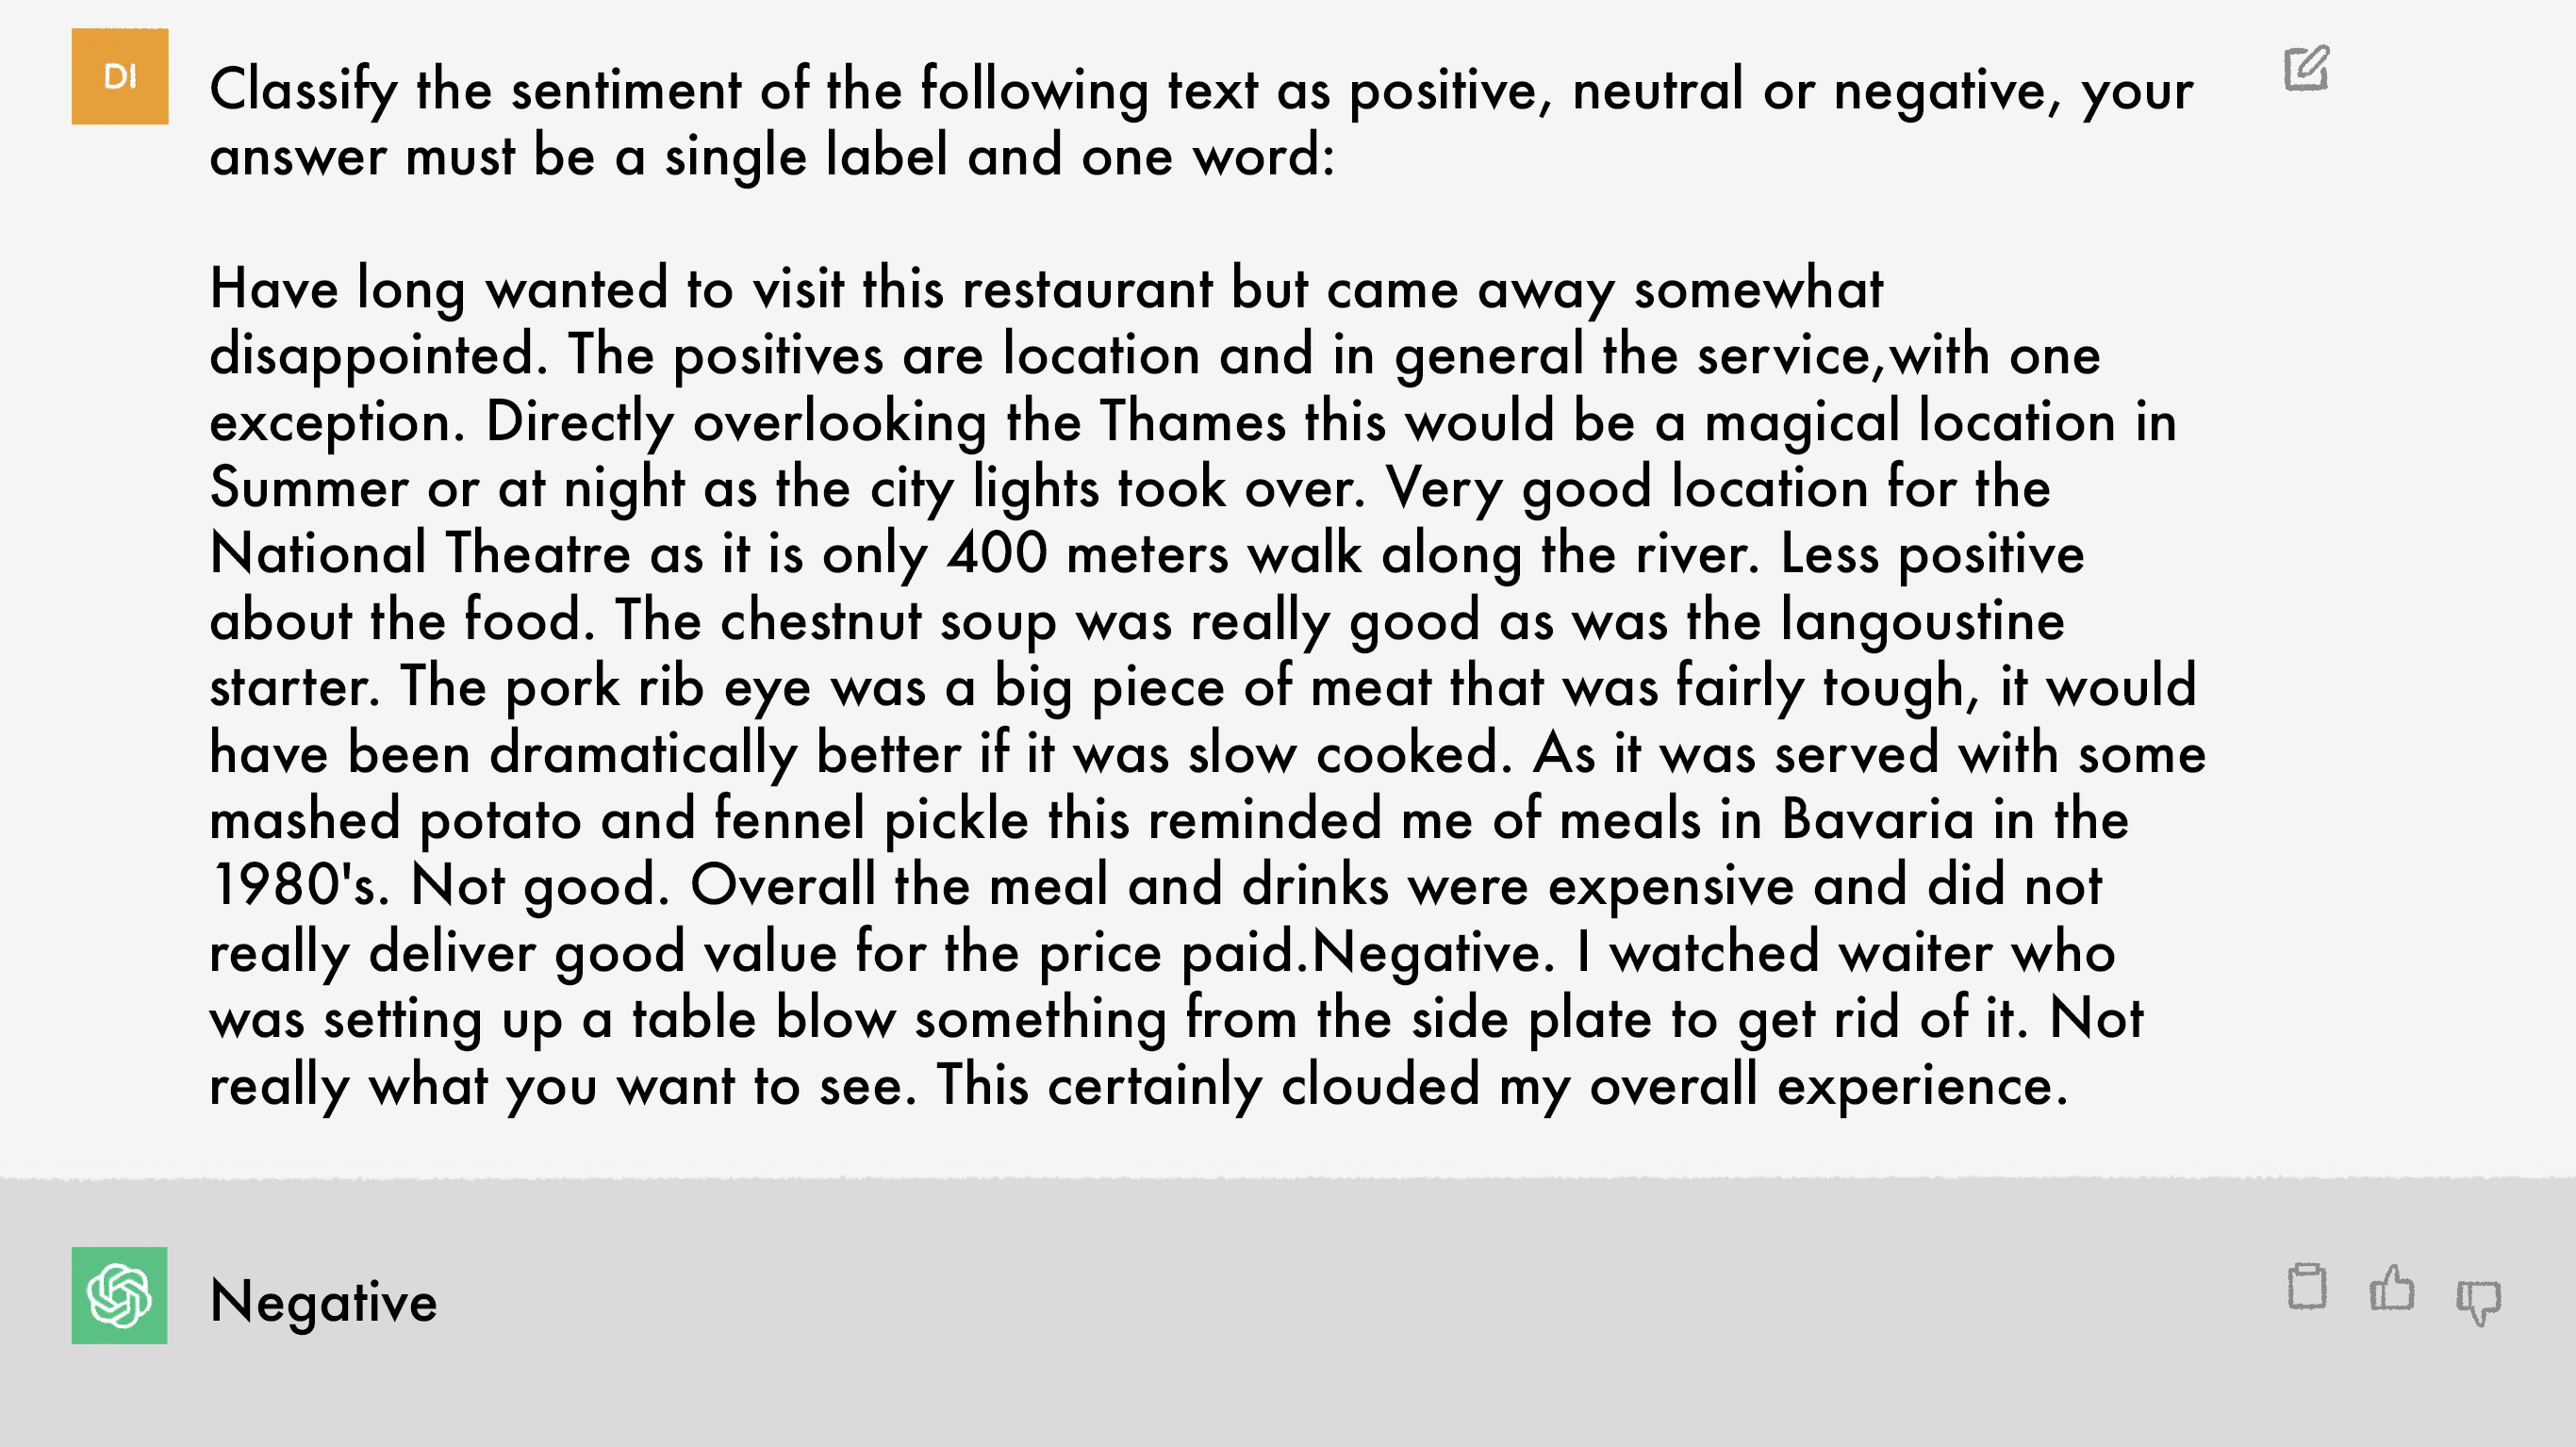 DI
Classify the sentiment of the following text as positive, neutral or negative, your
answer must be a single label and one word:
Have long wanted to visit this restaurant but came away somewhat
disappointed. The positives are location and in general the service,with one
exception. Directly overlooking the Thames this would be a magical location in
Summer or at night as the city lights took over. Very good location for the
National Theatre as it is only 400 meters walk along the river. Less positive
about the food. The chestnut soup was really good as was the langoustine
starter. The pork rib eye was a big piece of meat that was fairly tough, it would
have been dramatically better if it was slow cooked. As it was served with some
mashed potato and fennel pickle this reminded me of meals in Bavaria in the
1980's. Not good. Overall the meal and drinks were expensive and did not
really deliver good value for the price paid.Negative. I watched waiter who
was setting up a table blow something from the side plate to get rid of it. Not
really what you want to see. This certainly clouded my overall experience.
Negative